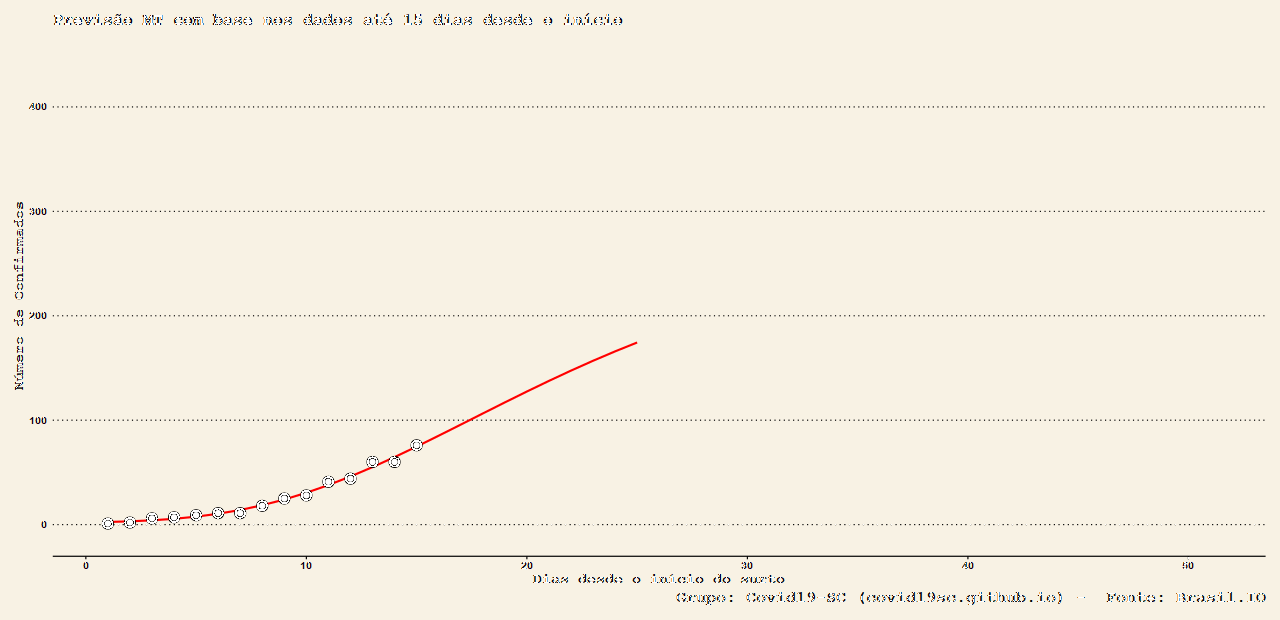 Previsão MT com base nos dados até 15 dias desde o início
400
300
200
100
0
Número de Confirmados
0 10 20 30 40 50
Dias desde o início do surto
Grupo: Covid19-SC (covid19sc.github.io) -- Fonte: Brasil.IO